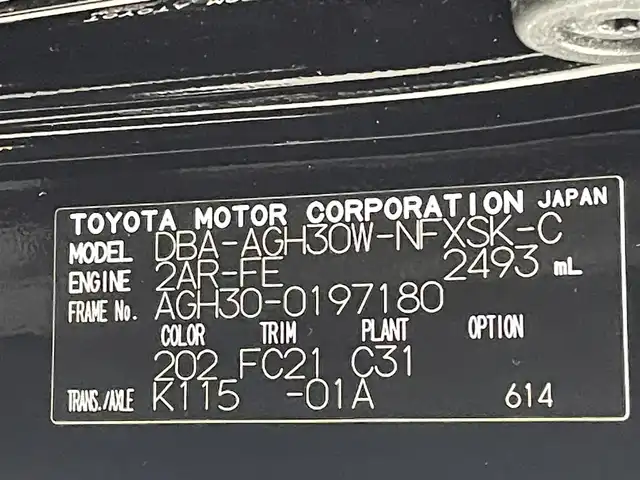 TOYOTA MOTOR CORPORATION JAPAN
MODEL DBA-AGH30W-NFXSK-C
ENGINE 2AR-FE 2493 mL
FRAME No. AGH30-0197180
COLOR TRIM PLANT OPTION
202 FC21 C31
TRANS./AXLE K115 -01A 614